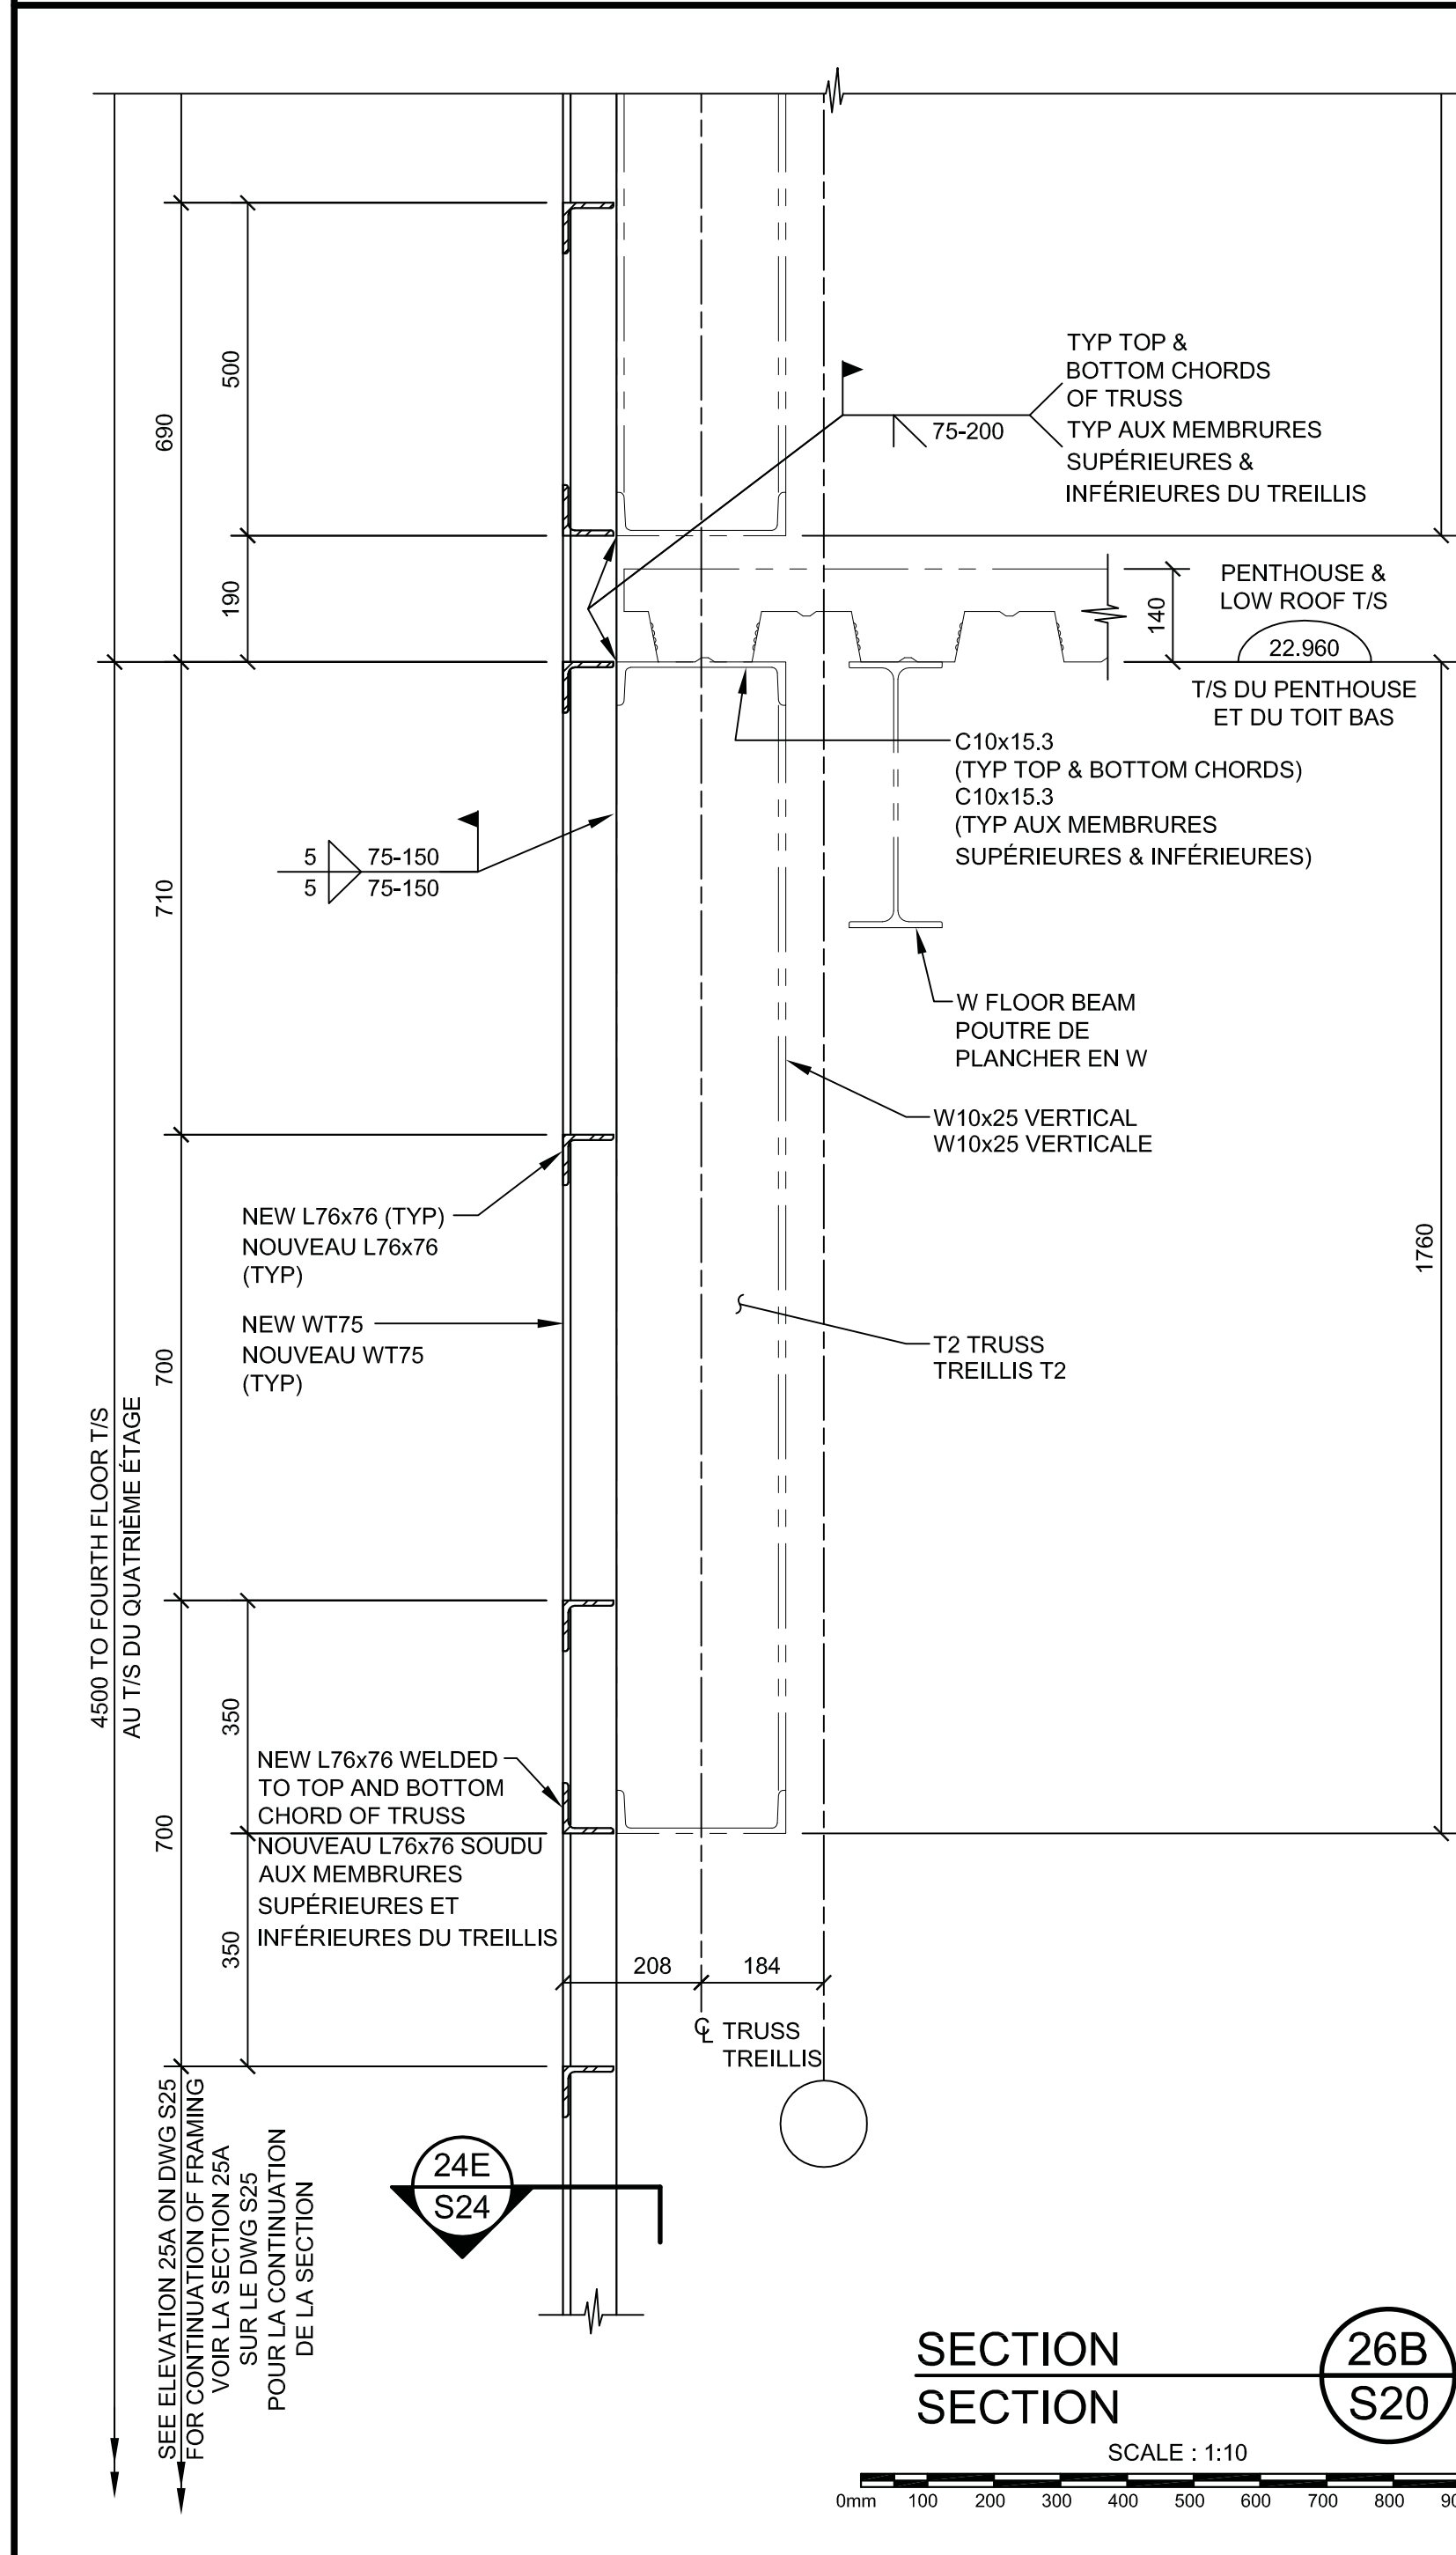 500
690
190
TYP TOP &
BOTTOM CHORDS
OF TRUSS
TYP AUX MEMBRURES
SUPÉRIEURES &
INFÉRIEURES DU TREILLIS
75-200
140
PENTHOUSE &
LOW ROOF T/S
22.960
T/S DU PENTHOUSE
ET DU TOIT BAS
C10x15.3
(TYP TOP & BOTTOM CHORDS)
C10x15.3
(TYP AUX MEMBRURES
SUPÉRIEURES & INFÉRIEURES)
5 75-150
5 75-150
710
W FLOOR BEAM
POUTRE DE
PLANCHER EN W
W10x25 VERTICAL
W10x25 VERTICALE
NEW L76x76 (TYP)
NOUVEAU L76x76
(TYP)
NEW WT75
NOUVEAU WT75
(TYP)
1760
700
T2 TRUSS
TREILLIS T2
4500 TO FOURTH FLOOR T/S
AU T/S DU QUATRIÈME ÉTAGE
350
NEW L76x76 WELDED
TO TOP AND BOTTOM
CHORD OF TRUSS
NOUVEAU L76x76 SOUDU
AUX MEMBRURES
SUPÉRIEURES ET
INFÉRIEURES DU TREILLIS
700
350
208 184
℄ TRUSS
TREILLIS
SEE ELEVATION 25A ON DWG S25
FOR CONTINUATION OF FRAMING
VOIR LA SECTION 25A
SUR LE DWG S25
POUR LA CONTINUATION
DE LA SECTION
24E
S24
SECTION
SECTION
26B
S20
SCALE : 1:10
0mm 100 200 300 400 500 600 700 800